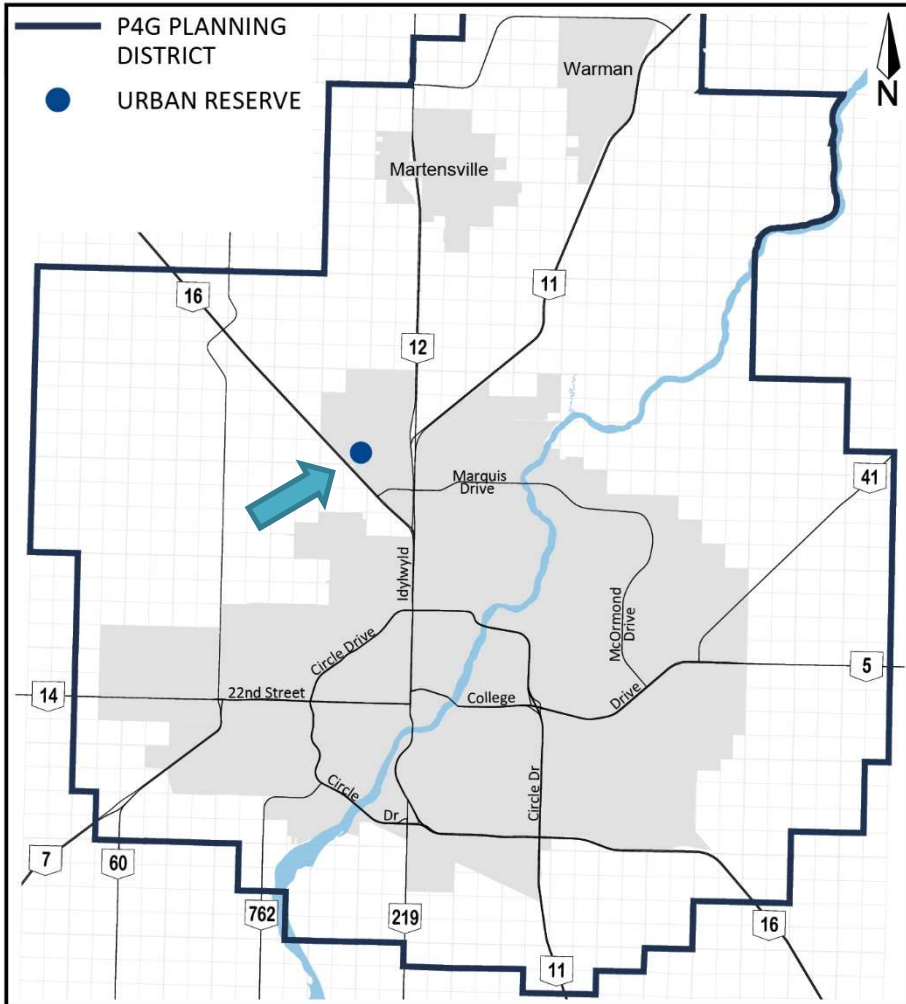 P4G PLANNING
DISTRICT
URBAN RESERVE
N
Warman
Martensville
16
11
12
41
Marquis
Drive
Idylwyld
McOrmond
Drive
Circle Drive
5
14
22nd Street
College
Drive
Circle
Dr
Circle Dr
7
60
762
219
16
11